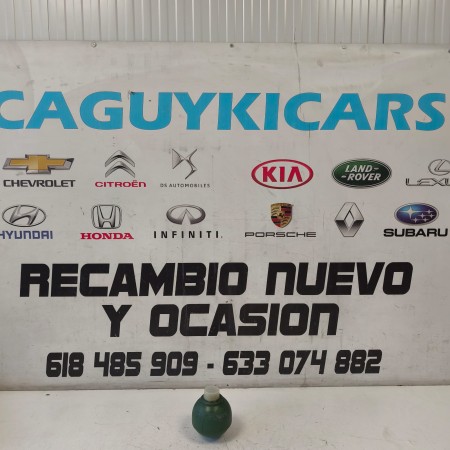 CAGUYKICARS
CHEVROLET CITROËN DS AUTOMOBILES KIA LAND-ROVER
HYUNDAI HONDA INFINITI PORSCHE SUBARU
RECAMBIO NUEVO
Y OCASION
618 485 909 - 633 074 882